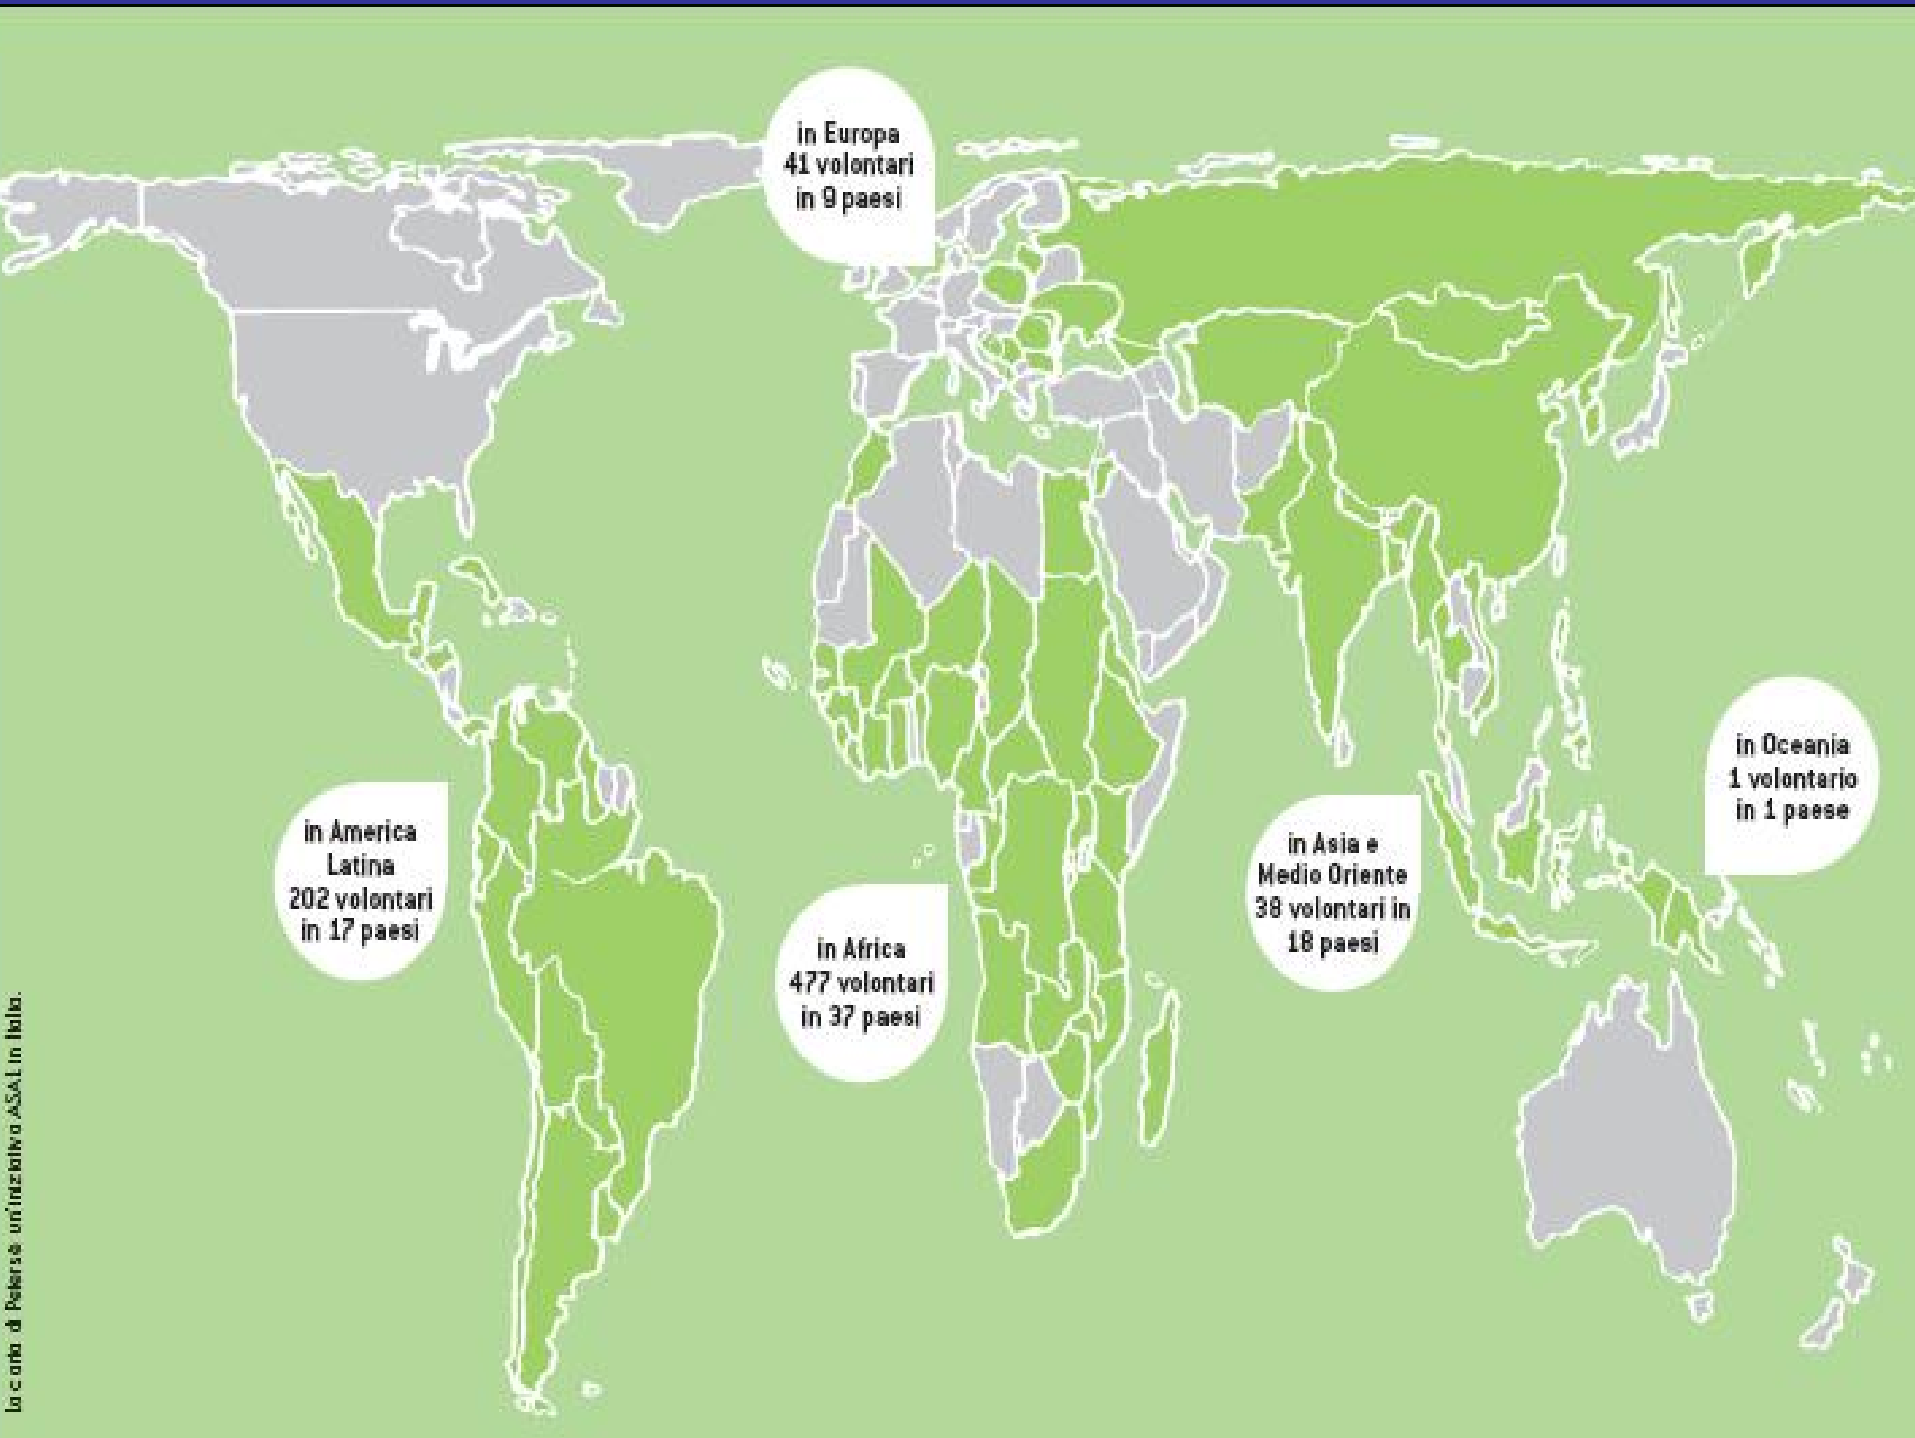 in Europa
41 volontari
in 9 paesi
in Oceania
1 volontario
in 1 paese
in America
Latina
202 volontari
in 17 paesi
in Asia e
Medio Oriente
38 volontari in
18 paesi
in Africa
477 volontari
in 37 paesi
La carta di Peters è un'iniziativa ASAL in Italia.